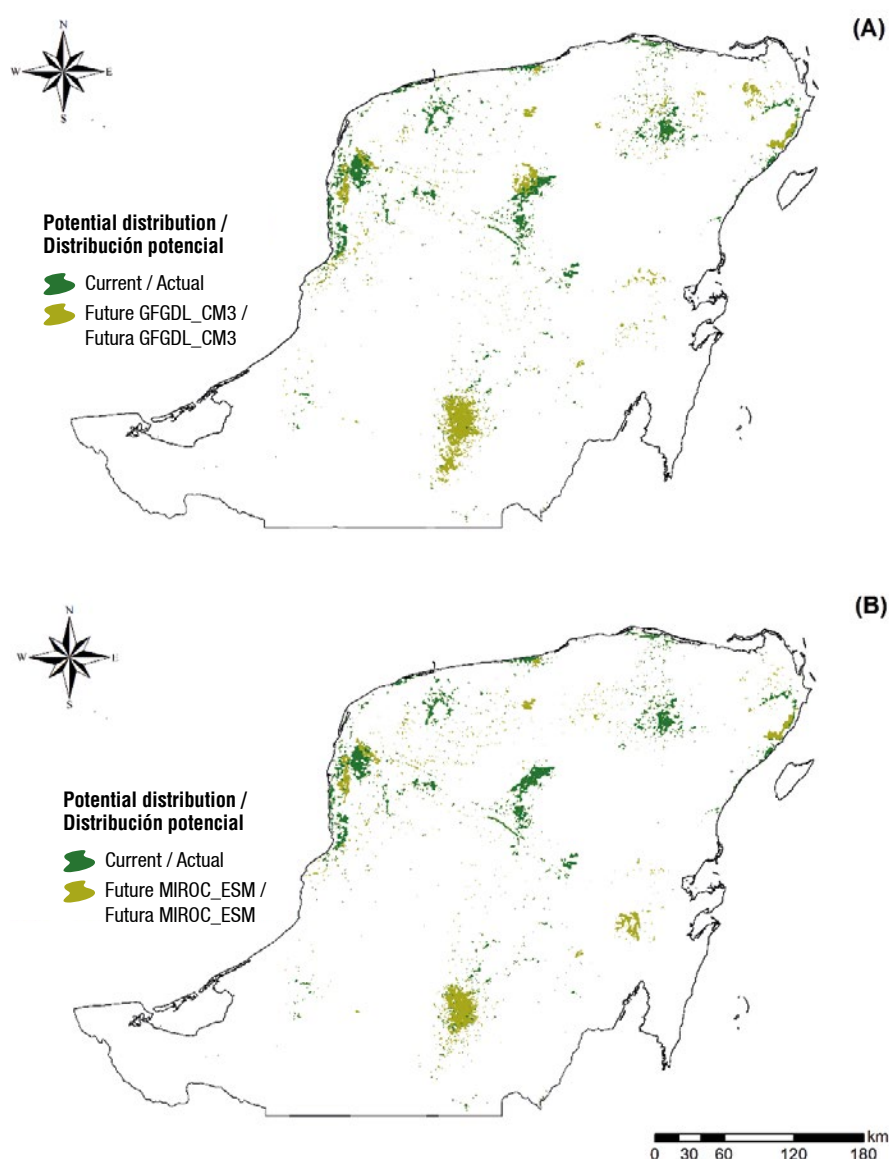 (A)
N
W
E
S
Potential distribution /
Distribución potencial
Current / Actual
Future GFGDL_CM3 /
Futura GFGDL_CM3
(B)
N
W
E
S
Potential distribution /
Distribución potencial
Current / Actual
Future MIROC_ESM /
Futura MIROC_ESM
km
0 30 60 120 180